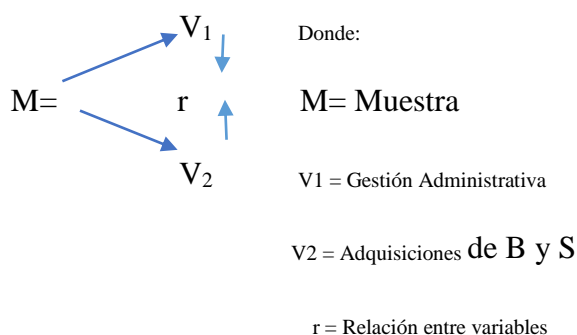 V1 Donde:
M= r M= Muestra
V2
V1 = Gestión Administrativa
V2 = Adquisiciones de B y S
r = Relación entre variables